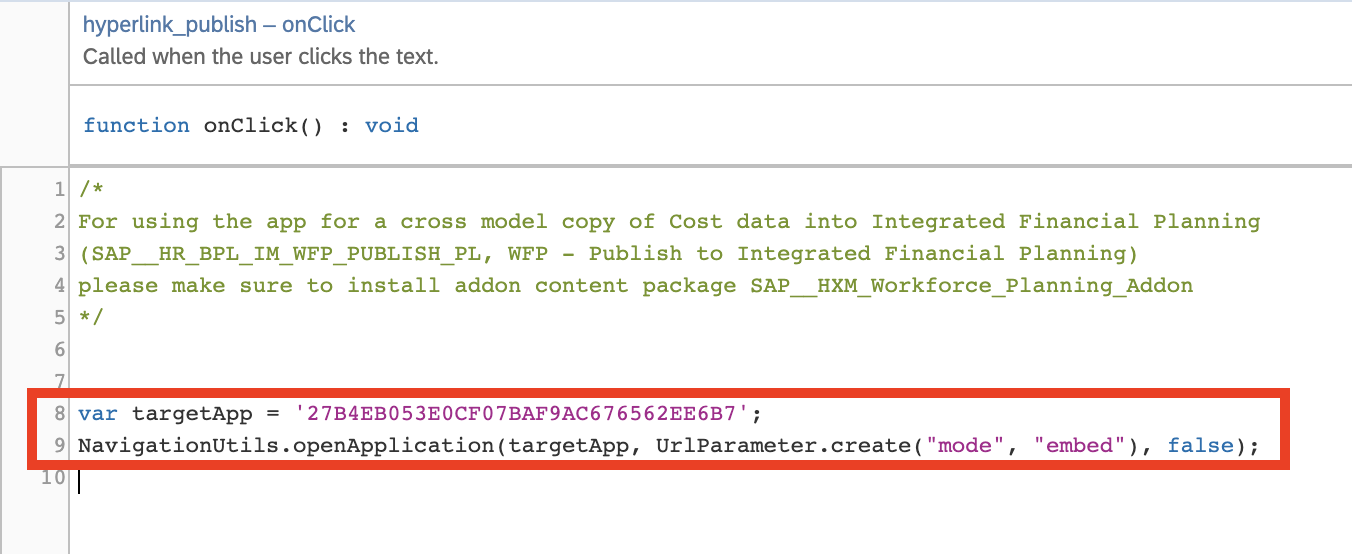 hyperlink_publish – onClick
Called when the user clicks the text.
function onClick() : void
1 /*
2 For using the app for a cross model copy of Cost data into Integrated Financial Planning
3 (SAP__HR_BPL_IM_WFP_PUBLISH_PL, WFP – Publish to Integrated Financial Planning)
4 please make sure to install addon content package SAP__HXM_Workforce_Planning_Addon
5 */
6
7
8 var targetApp = '27B4EB053E0CF07BAF9AC676562EE6B7';
9 NavigationUtils.openApplication(targetApp, UrlParameter.create("mode", "embed"), false);
10